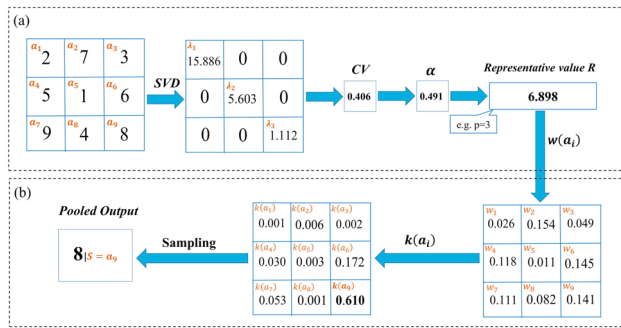 (a)
a₁ 2 a₂ 7 a₃ 3
a₄ 5 a₅ 1 a₆ 6
a₇ 9 a₈ 4 a₉ 8
SVD
λ₁ 15.886 0 0
0 λ₂ 5.603 0
0 0 λ₃ 1.112
CV
0.406
α
0.491
Representative value R
6.898
e.g. p=3
w(aᵢ)
(b)
Pooled Output
8|S = a₉
Sampling
k(a₁) k(a₂) k(a₃)
0.001 0.006 0.002
k(a₄) k(a₅) k(a₆)
0.030 0.003 0.172
k(a₇) k(a₈) k(a₉)
0.053 0.001 0.610
k(aᵢ)
w₁ w₂ w₃
0.026 0.154 0.049
w₄ w₅ w₆
0.118 0.011 0.145
w₇ w₈ w₉
0.111 0.082 0.141